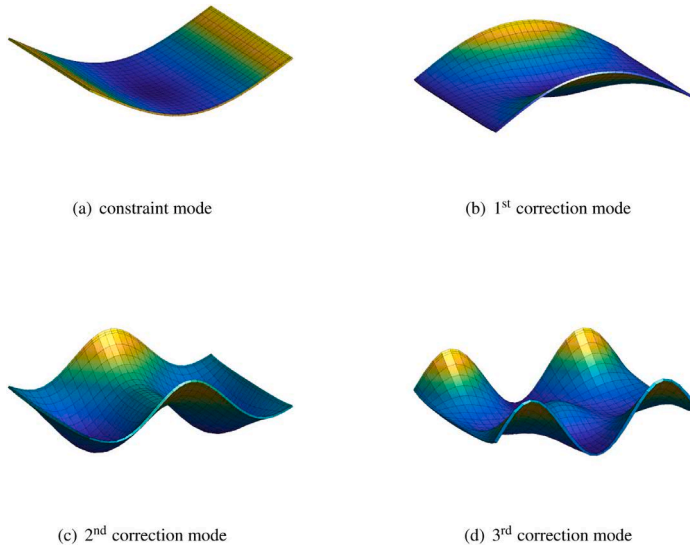 (a) constraint mode
(b) 1st correction mode
(c) 2nd correction mode
(d) 3rd correction mode